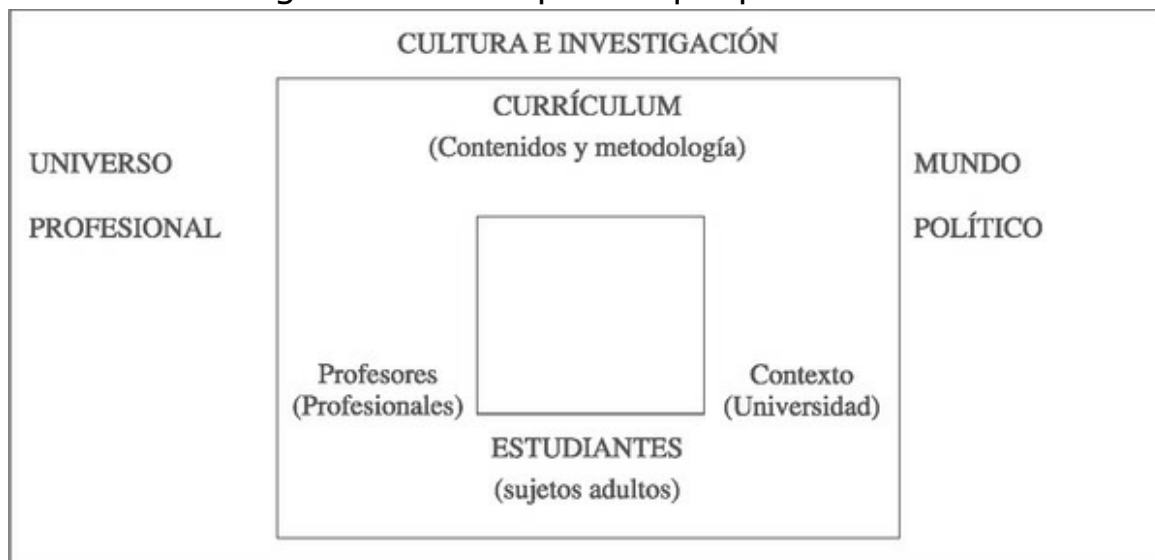 CULTURA E INVESTIGACIÓN
CURRÍCULUM
(Contenidos y metodología)
UNIVERSO
PROFESIONAL
MUNDO
POLÍTICO
Profesores
(Profesionales)
Contexto
(Universidad)
ESTUDIANTES
(sujetos adultos)